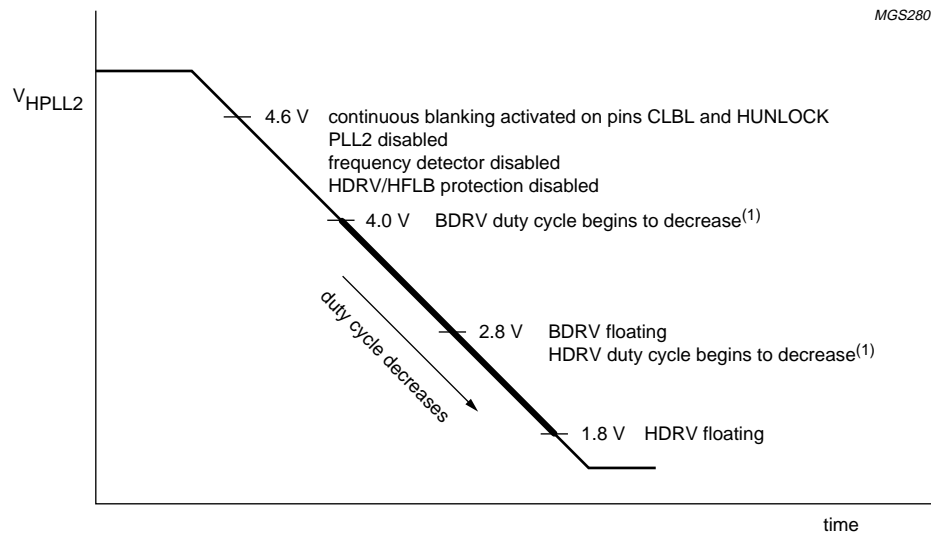 MGS280
VHPLL2
4.6 V continuous blanking activated on pins CLBL and HUNLOCK
PLL2 disabled
frequency detector disabled
HDRV/HFLB protection disabled
4.0 V BDRV duty cycle begins to decrease(1)
duty cycle decreases
2.8 V BDRV floating
HDRV duty cycle begins to decrease(1)
1.8 V HDRV floating
time